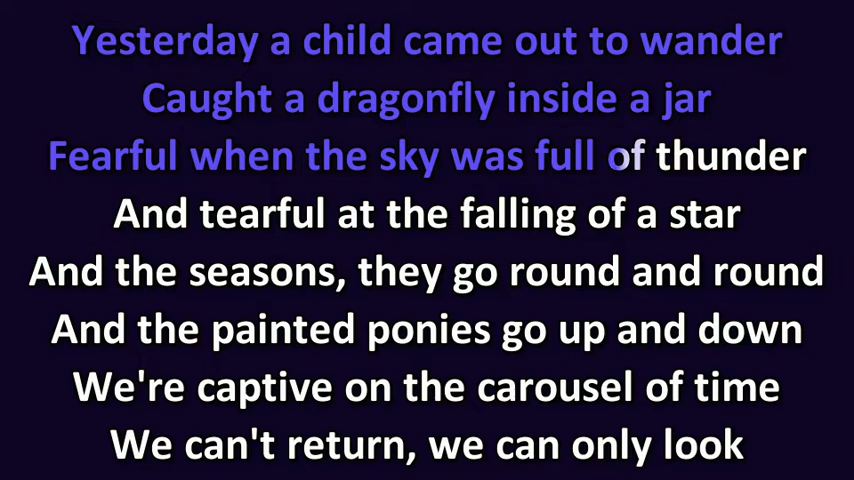 Yesterday a child came out to wander
Caught a dragonfly inside a jar
Fearful when the sky was full of thunder
And tearful at the falling of a star
And the seasons, they go round and round
And the painted ponies go up and down
We're captive on the carousel of time
We can't return, we can only look